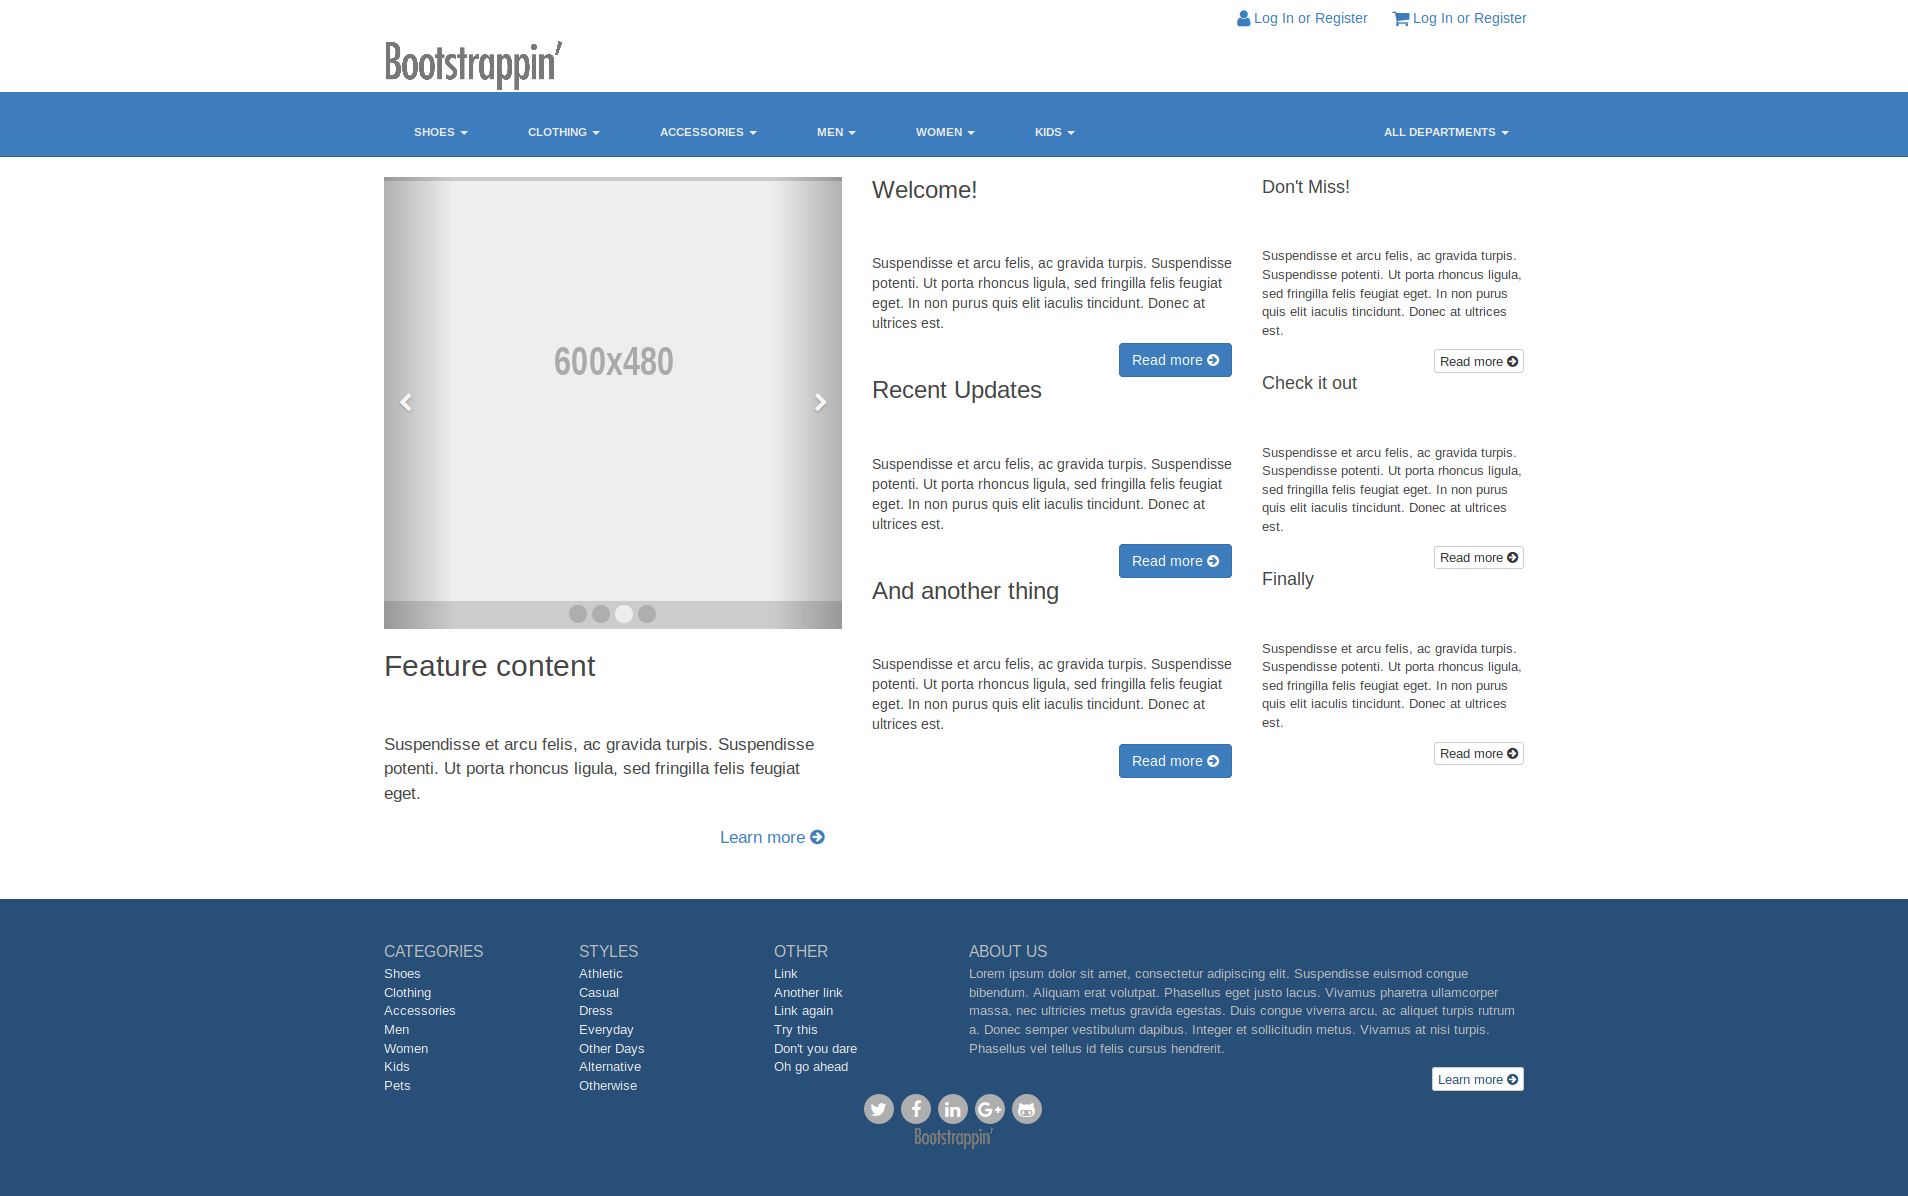 Log In or Register
Log In or Register
Bootstrappin'
SHOES
CLOTHING
ACCESSORIES
MEN
WOMEN
KIDS
ALL DEPARTMENTS
600x480
Feature content
Suspendisse et arcu felis, ac gravida turpis. Suspendisse
potenti. Ut porta rhoncus ligula, sed fringilla felis feugiat
eget.
Learn more
Welcome!
Suspendisse et arcu felis, ac gravida turpis. Suspendisse
potenti. Ut porta rhoncus ligula, sed fringilla felis feugiat
eget. In non purus quis elit iaculis tincidunt. Donec at
ultrices est.
Read more
Recent Updates
Suspendisse et arcu felis, ac gravida turpis. Suspendisse
potenti. Ut porta rhoncus ligula, sed fringilla felis feugiat
eget. In non purus quis elit iaculis tincidunt. Donec at
ultrices est.
Read more
And another thing
Suspendisse et arcu felis, ac gravida turpis. Suspendisse
potenti. Ut porta rhoncus ligula, sed fringilla felis feugiat
eget. In non purus quis elit iaculis tincidunt. Donec at
ultrices est.
Read more
Don't Miss!
Suspendisse et arcu felis, ac gravida turpis.
Suspendisse potenti. Ut porta rhoncus ligula,
sed fringilla felis feugiat eget. In non purus
quis elit iaculis tincidunt. Donec at ultrices
est.
Read more
Check it out
Suspendisse et arcu felis, ac gravida turpis.
Suspendisse potenti. Ut porta rhoncus ligula,
sed fringilla felis feugiat eget. In non purus
quis elit iaculis tincidunt. Donec at ultrices
est.
Read more
Finally
Suspendisse et arcu felis, ac gravida turpis.
Suspendisse potenti. Ut porta rhoncus ligula,
sed fringilla felis feugiat eget. In non purus
quis elit iaculis tincidunt. Donec at ultrices
est.
Read more
CATEGORIES
Shoes
Clothing
Accessories
Men
Women
Kids
Pets
STYLES
Athletic
Casual
Dress
Everyday
Other Days
Alternative
Otherwise
OTHER
Link
Another link
Link again
Try this
Don't you dare
Oh go ahead
ABOUT US
Lorem ipsum dolor sit amet, consectetur adipiscing elit. Suspendisse euismod congue
bibendum. Aliquam erat volutpat. Phasellus eget justo lacus. Vivamus pharetra ullamcorper
massa, nec ultricies metus gravida egestas. Duis congue viverra arcu, ac aliquet turpis rutrum
a. Donec semper vestibulum dapibus. Integer et sollicitudin metus. Vivamus at nisi turpis.
Phasellus vel tellus id felis cursus hendrerit.
Learn more
Bootstrappin'